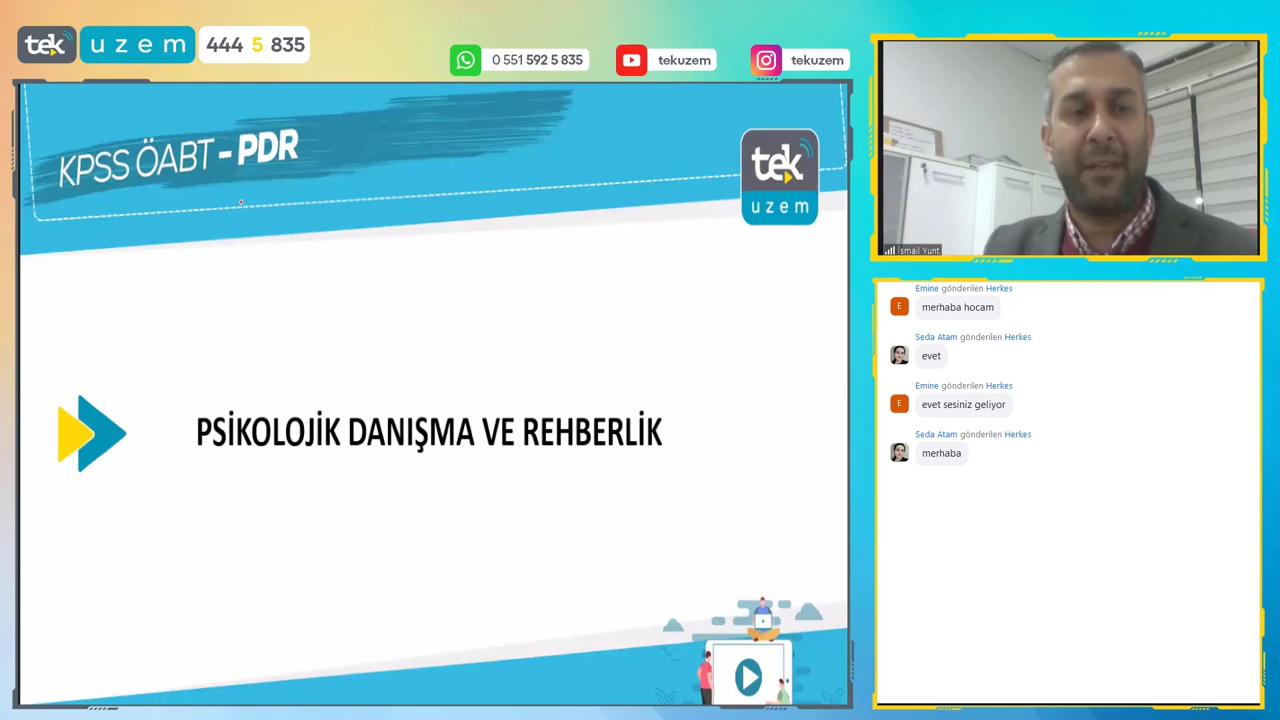 tek uzem 444 5 835
0 551 592 5 835
tekuzem
tekuzem
KPSS ÖABT - PDR
tek
uzem
PSİKOLOJİK DANIŞMA VE REHBERLİK
İsmail Yunt
Emine gönderilen Herkes
E
merhaba hocam
Seda Atam gönderilen Herkes
evet
Emine gönderilen Herkes
E
evet sesiniz geliyor
Seda Atam gönderilen Herkes
merhaba